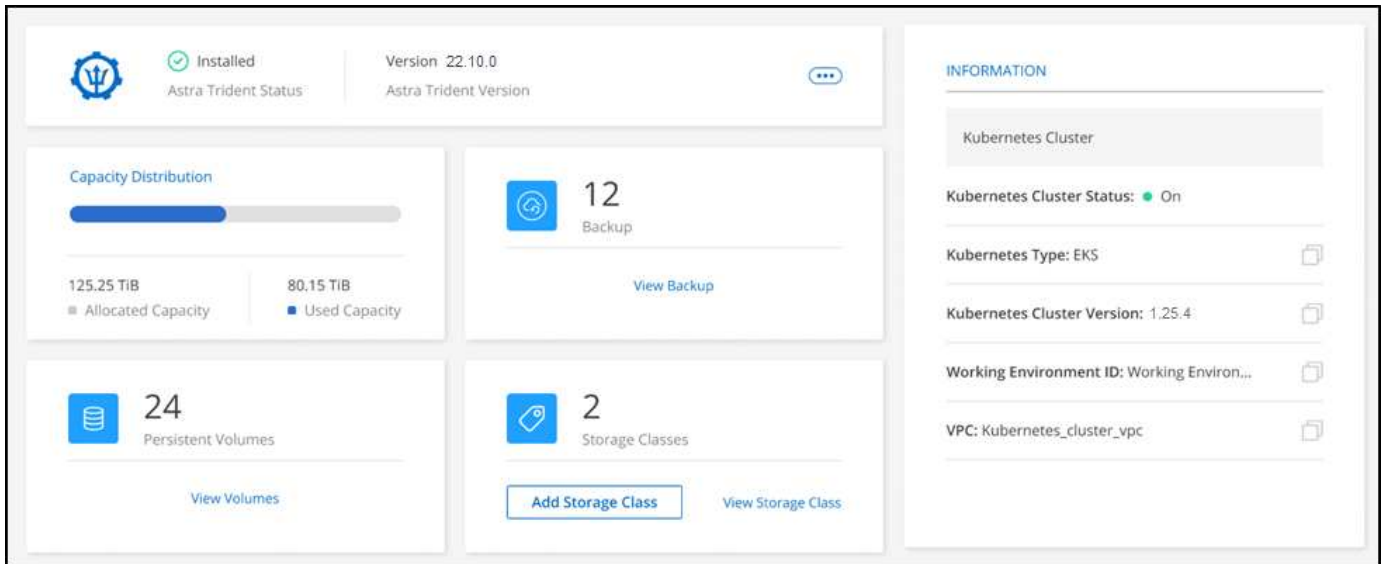 Installed
Astra Trident Status
Version 22.10.0
Astra Trident Version
Capacity Distribution
125.25 TiB
Allocated Capacity
80.15 TiB
Used Capacity
12
Backup
View Backup
24
Persistent Volumes
View Volumes
2
Storage Classes
Add Storage Class
View Storage Class
INFORMATION
Kubernetes Cluster
Kubernetes Cluster Status: On
Kubernetes Type: EKS
Kubernetes Cluster Version: 1.25.4
Working Environment ID: Working Environ...
VPC: Kubernetes_cluster_vpc